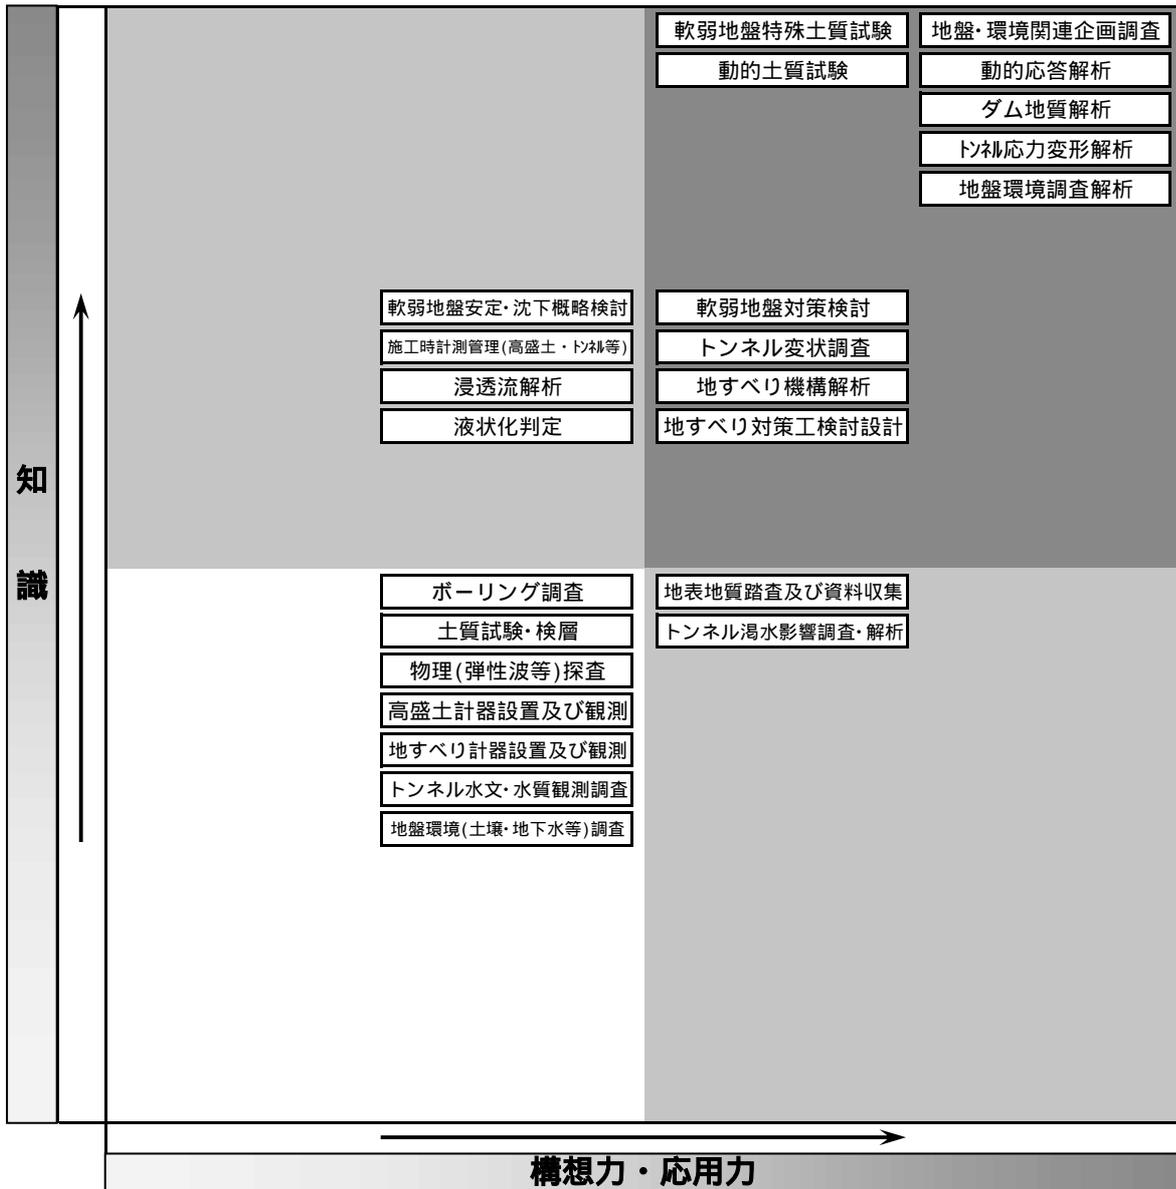 軟弱地盤特殊土質試験
地盤・環境関連企画調査
動的土質試験
動的応答解析
ダム地質解析
トンネル応力変形解析
地盤環境調査解析
軟弱地盤安定・沈下概略検討
軟弱地盤対策検討
施工時計測管理(高盛土・トンネル等)
トンネル変状調査
浸透流解析
地すべり機構解析
液状化判定
地すべり対策工検討設計
知
識
ボーリング調査
地表地質踏査及び資料収集
土質試験・検層
トンネル渇水影響調査・解析
物理(弾性波等)探査
高盛土計器設置及び観測
地すべり計器設置及び観測
トンネル水文・水質観測調査
地盤環境(土壌・地下水等)調査
構想力・応用力